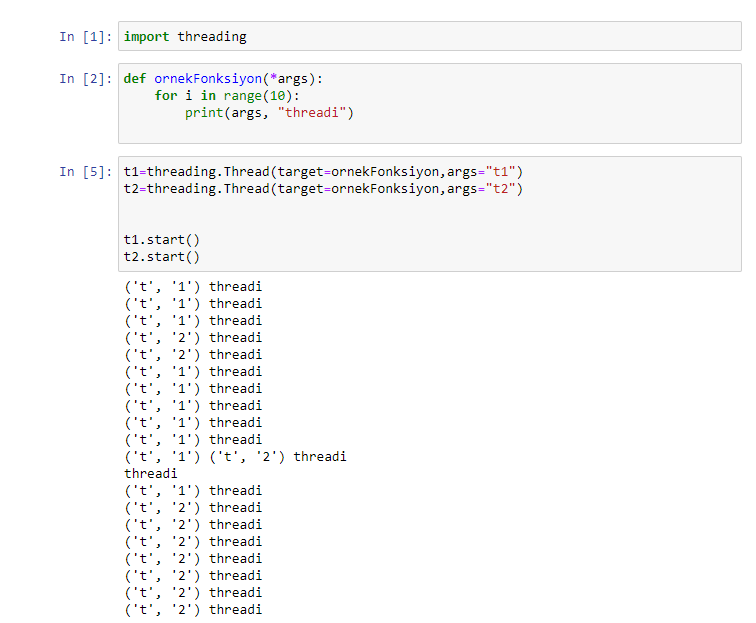 In [1]: import threading
In [2]: def ornekFonksiyon(*args):
    for i in range(10):
        print(args, "threadi")
In [5]: t1=threading.Thread(target=ornekFonksiyon,args="t1")
t2=threading.Thread(target=ornekFonksiyon,args="t2")
t1.start()
t2.start()
('t', '1') threadi
('t', '1') threadi
('t', '1') threadi
('t', '2') threadi
('t', '2') threadi
('t', '1') threadi
('t', '1') threadi
('t', '1') threadi
('t', '1') threadi
('t', '1') threadi
('t', '1') ('t', '2') threadi
threadi
('t', '1') threadi
('t', '2') threadi
('t', '2') threadi
('t', '2') threadi
('t', '2') threadi
('t', '2') threadi
('t', '2') threadi
('t', '2') threadi